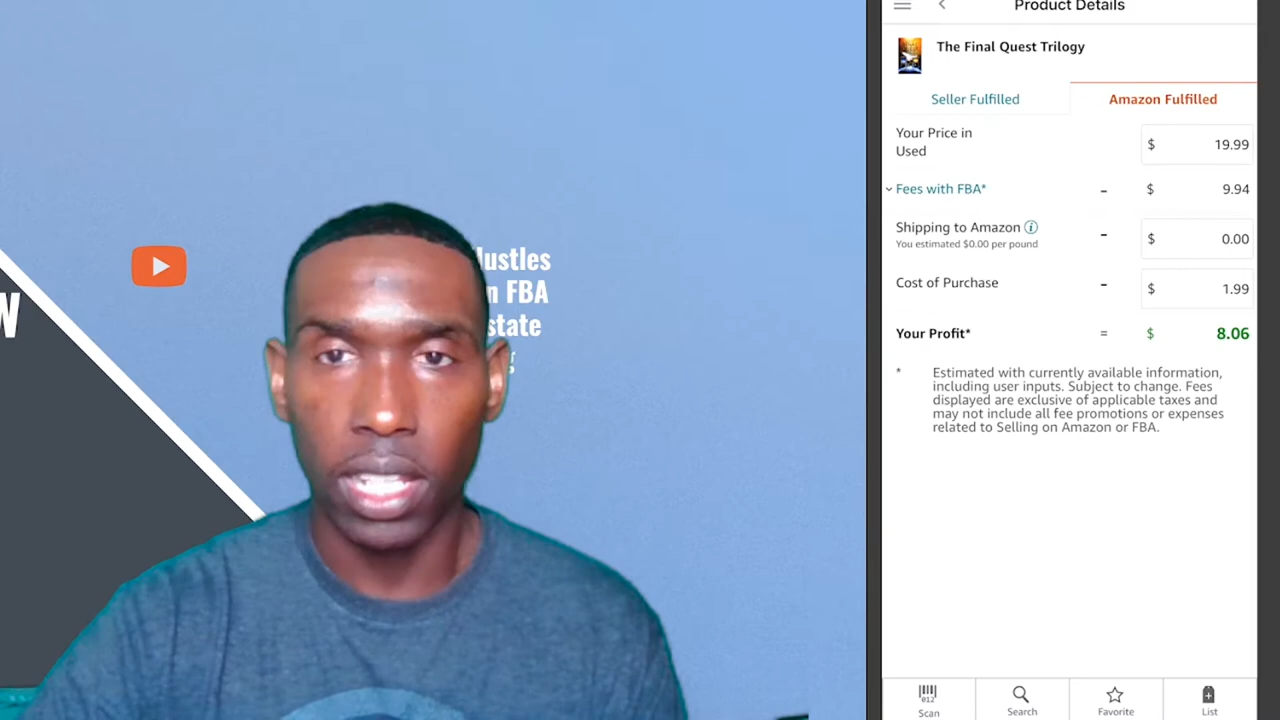 W
ustles
n FBA
state
Product Details
The Final Quest Trilogy
Seller Fulfilled
Amazon Fulfilled
Your Price in
Used
$ 19.99
Fees with FBA* - $ 9.94
Shipping to Amazon
You estimated $0.00 per pound
- $ 0.00
Cost of Purchase - $ 1.99
Your Profit* = $ 8.06
* Estimated with currently available information,
including user inputs. Subject to change. Fees
displayed are exclusive of applicable taxes and
may not include all fee promotions or expenses
related to Selling on Amazon or FBA.
Scan
Search
Favorite
List